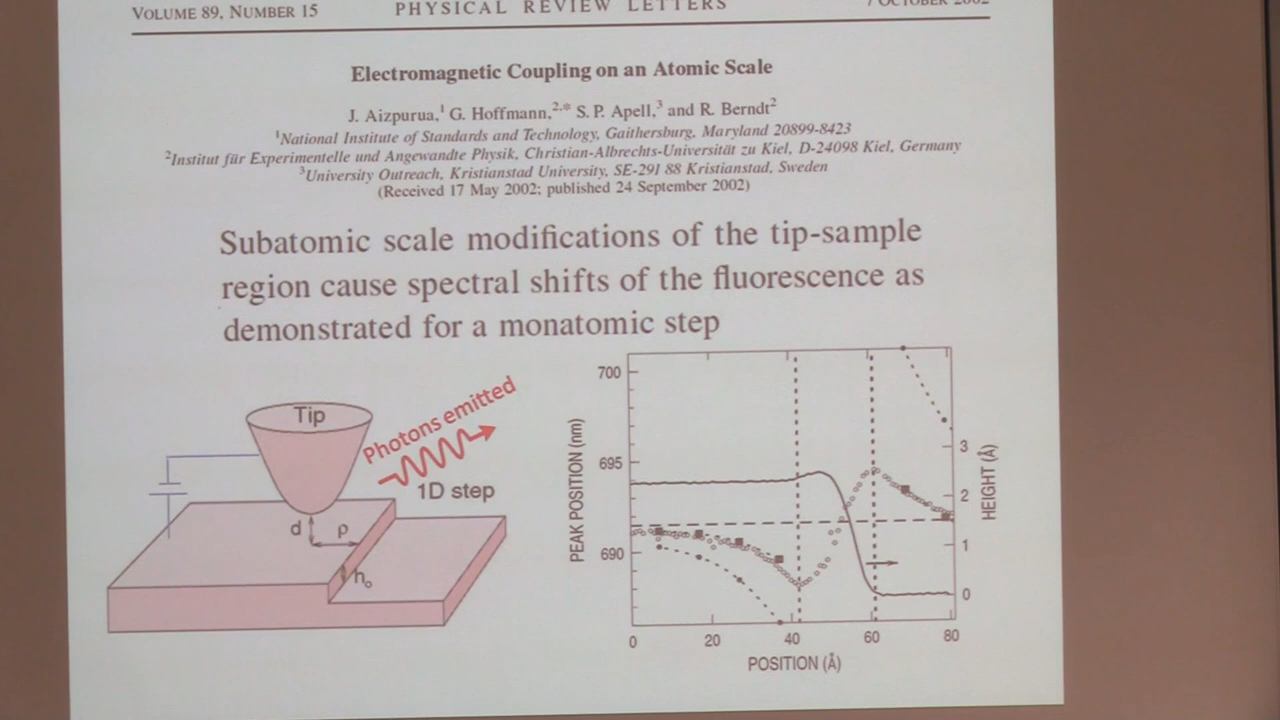 VOLUME 89, NUMBER 15 PHYSICAL REVIEW LETTERS 7 OCTOBER 2002
Electromagnetic Coupling on an Atomic Scale
J. Aizpurua,¹ G. Hoffmann,²,* S. P. Apell,³ and R. Berndt²
¹National Institute of Standards and Technology, Gaithersburg, Maryland 20899-8423
²Institut für Experimentelle und Angewandte Physik, Christian-Albrechts-Universität zu Kiel, D-24098 Kiel, Germany
³University Outreach, Kristianstad University, SE-291 88 Kristianstad, Sweden
(Received 17 May 2002; published 24 September 2002)
Subatomic scale modifications of the tip-sample
region cause spectral shifts of the fluorescence as
demonstrated for a monatomic step
Tip
Photons emitted
1D step
d
ρ
h₀
PEAK POSITION (nm)
700
695
690
0 20 40 60 80
POSITION (Å)
3
2
1
0
HEIGHT (Å)